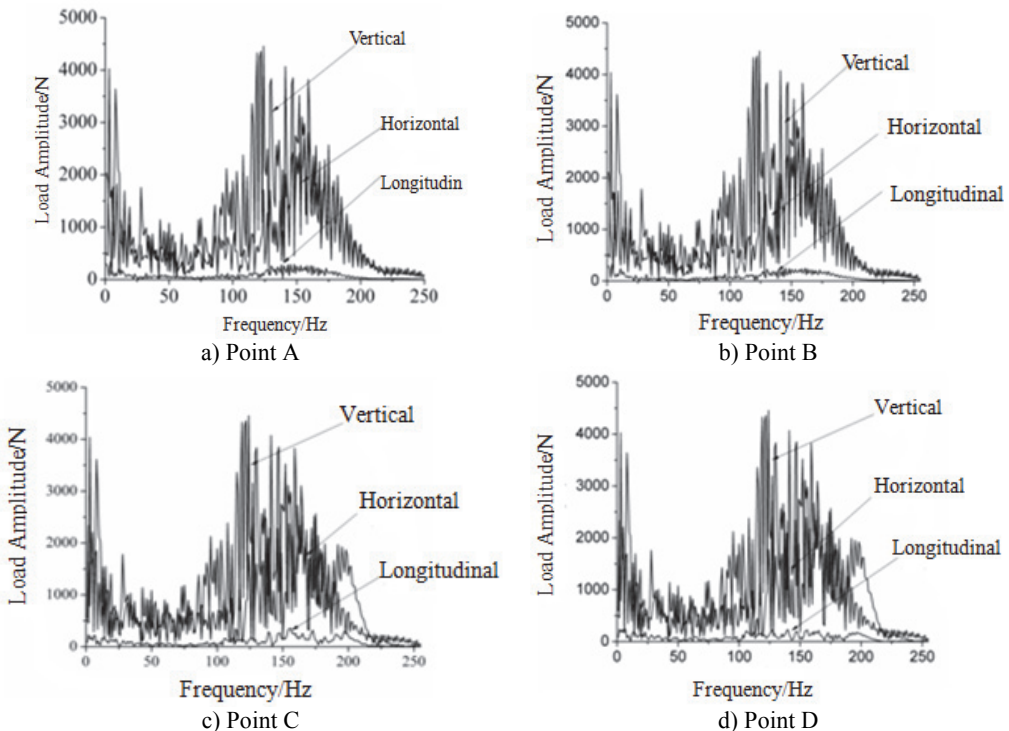 5000
4000
3000
2000
1000
0
Load Amplitude/N
Vertical
Horizontal
Longitudin
0 50 100 150 200 250
Frequency/Hz
a) Point A
5000
4000
3000
2000
1000
0
Load Amplitude/N
Vertical
Horizontal
Longitudinal
0 50 100 150 200 250
Frequency/Hz
b) Point B
5000
4000
3000
2000
1000
0
Load Amplitude/N
Vertical
Horizontal
Longitudinal
0 50 100 150 200 250
Frequency/Hz
c) Point C
5000
4000
3000
2000
1000
0
Load Amplitude/N
Vertical
Horizontal
Longitudinal
0 50 100 150 200 250
Frequency/Hz
d) Point D